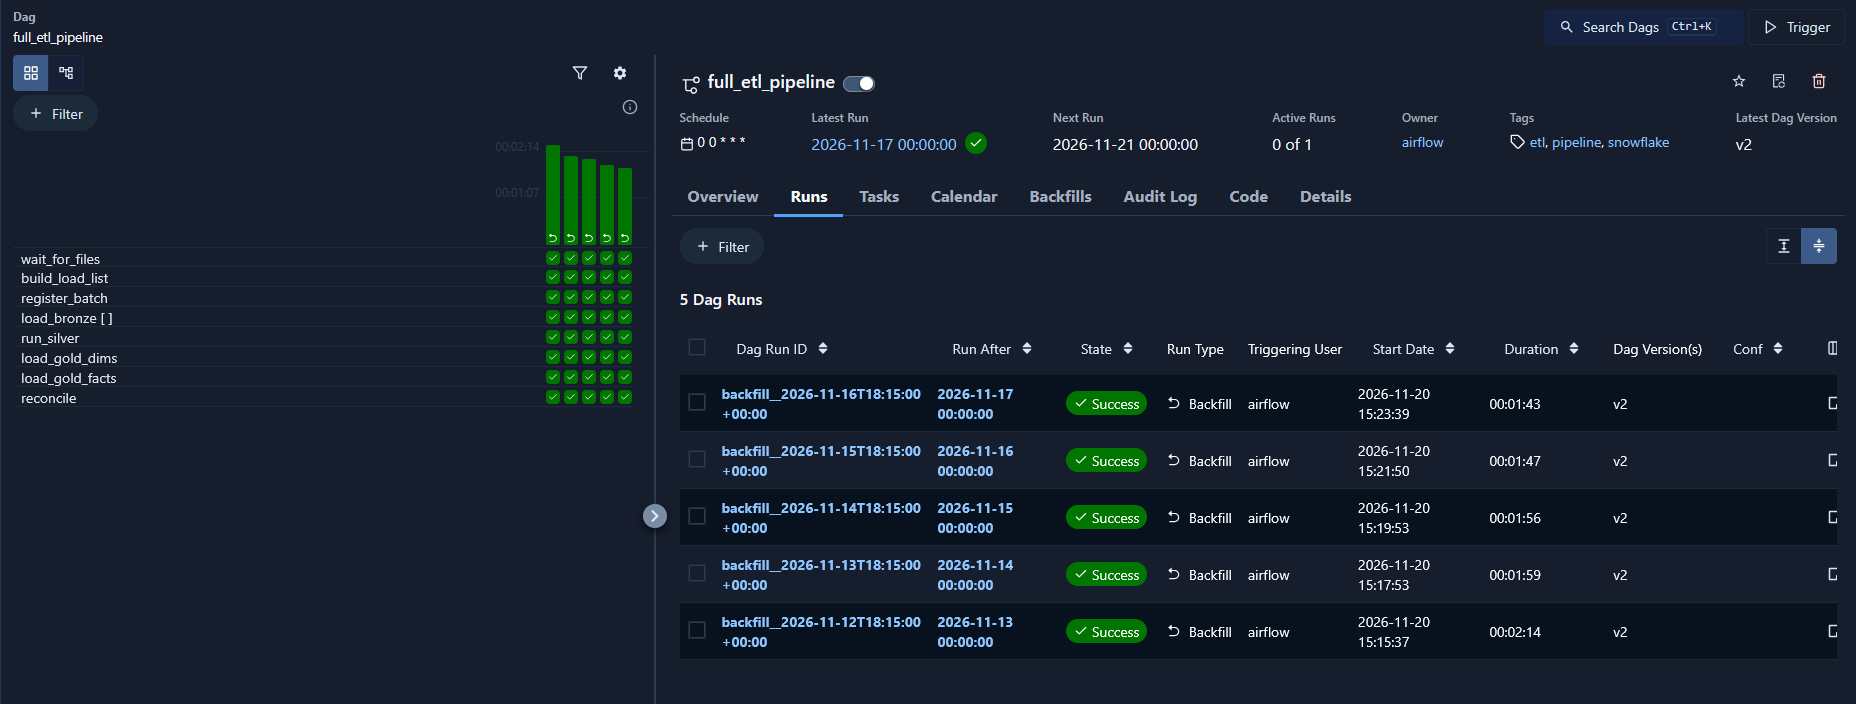 Dag
full_etl_pipeline
Search Dags Ctrl+K
Trigger
Filter
00:02:14
00:01:07
wait_for_files
build_load_list
register_batch
load_bronze [ ]
run_silver
load_gold_dims
load_gold_facts
reconcile
full_etl_pipeline
Schedule Latest Run Next Run Active Runs Owner Tags Latest Dag Version
0 0 * * * 2026-11-17 00:00:00 2026-11-21 00:00:00 0 of 1 airflow etl, pipeline, snowflake v2
Overview Runs Tasks Calendar Backfills Audit Log Code Details
Filter
5 Dag Runs
Dag Run ID Run After State Run Type Triggering User Start Date Duration Dag Version(s) Conf
backfill__2026-11-16T18:15:00 2026-11-17 2026-11-20
Success Backfill airflow 00:01:43 v2
+00:00 00:00:00 15:23:39
backfill__2026-11-15T18:15:00 2026-11-16 2026-11-20
Success Backfill airflow 00:01:47 v2
+00:00 00:00:00 15:21:50
backfill__2026-11-14T18:15:00 2026-11-15 2026-11-20
Success Backfill airflow 00:01:56 v2
+00:00 00:00:00 15:19:53
backfill__2026-11-13T18:15:00 2026-11-14 2026-11-20
Success Backfill airflow 00:01:59 v2
+00:00 00:00:00 15:17:53
backfill__2026-11-12T18:15:00 2026-11-13 2026-11-20
Success Backfill airflow 00:02:14 v2
+00:00 00:00:00 15:15:37